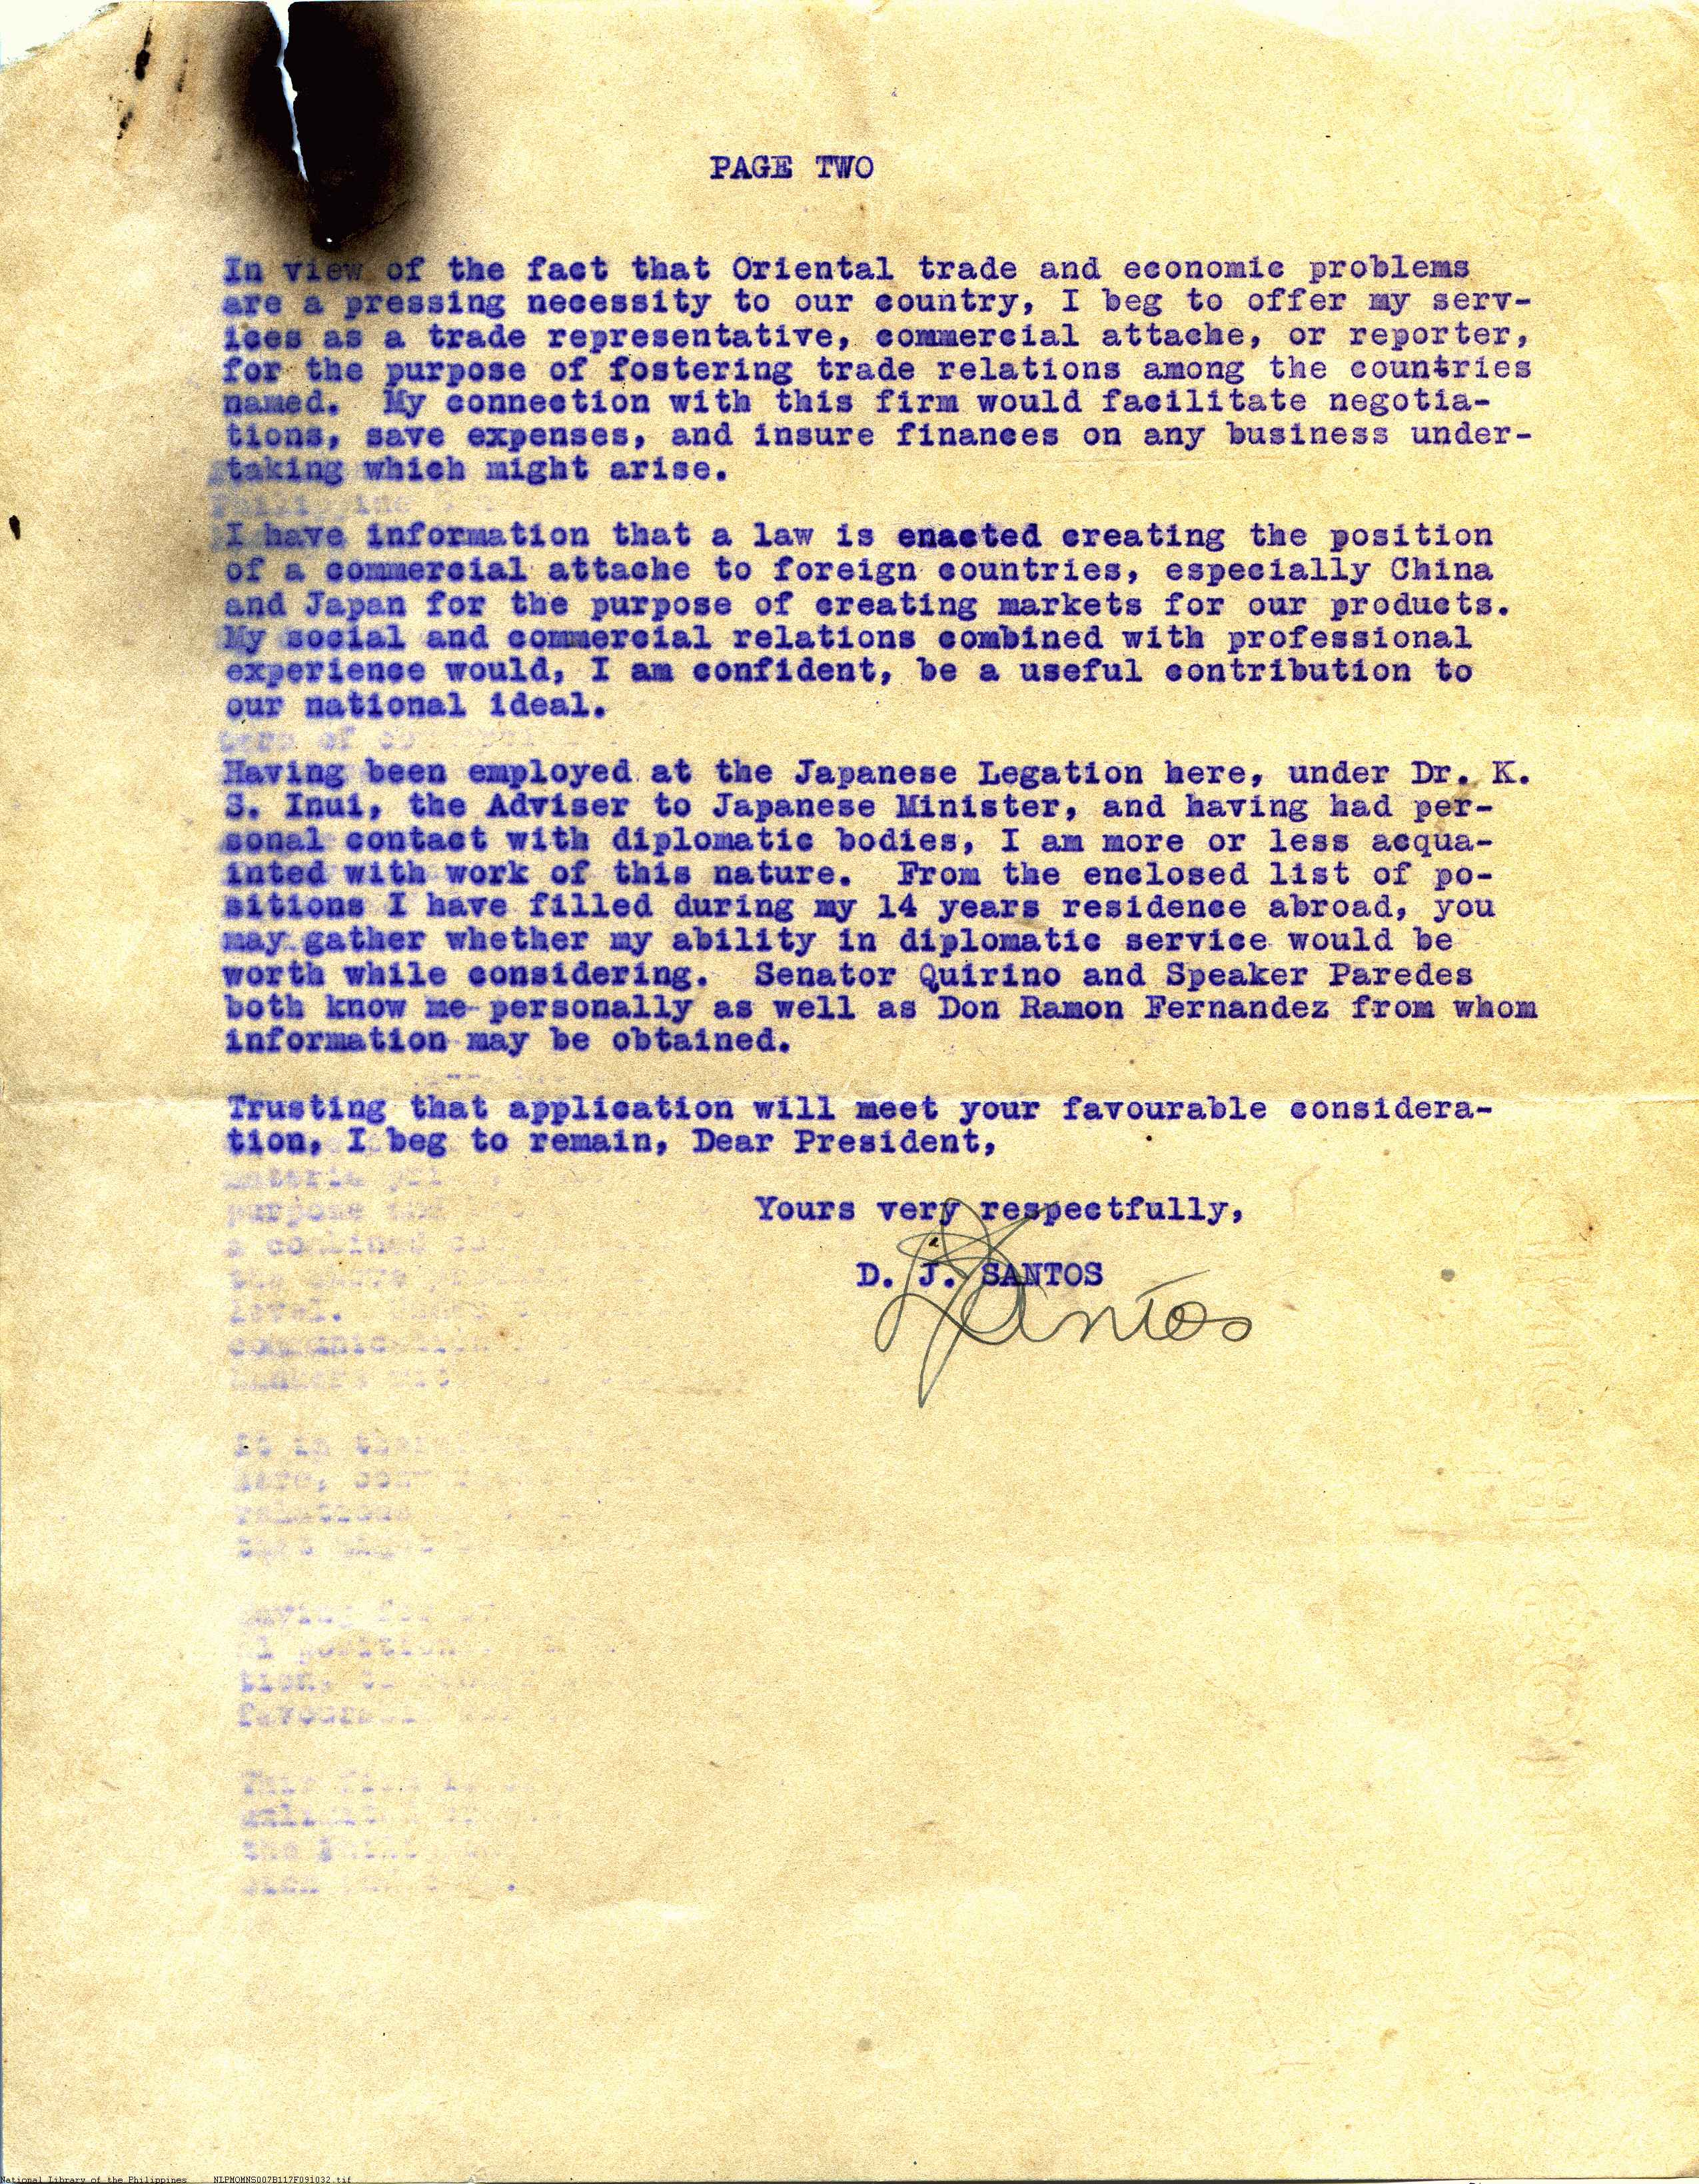 PAGE TWO
In view of the fact that Oriental trade and economic problems
are a pressing necessity to our country, I beg to offer my serv-
ices as a trade representative, commercial attache, or reporter,
for the purpose of fostering trade relations among the countries
named. My connection with this firm would facilitate negotia-
tions, save expenses, and insure finances on any business under-
taking which might arise.
I have information that a law is enacted creating the position
of a commercial attache to foreign countries, especially China
and Japan for the purpose of creating markets for our products.
My social and commercial relations combined with professional
experience would, I am confident, be a useful contribution to
our national ideal.
Having been employed at the Japanese Legation here, under Dr. K.
S. Inui, the Adviser to Japanese Minister, and having had per-
sonal contact with diplomatic bodies, I am more or less acqua-
inted with work of this nature. From the enclosed list of po-
sitions I have filled during my 14 years residence abroad, you
may gather whether my ability in diplomatic service would be
worth while considering. Senator Quirino and Speaker Paredes
both know me personally as well as Don Ramon Fernandez from whom
information may be obtained.
Trusting that application will meet your favourable considera-
tion, I beg to remain, Dear President,
purpose
level.
Yours very respectfully,
D. J. SANTOS
Santos
National Library of the Philippines NLPMOMNS007B117F091032.tif